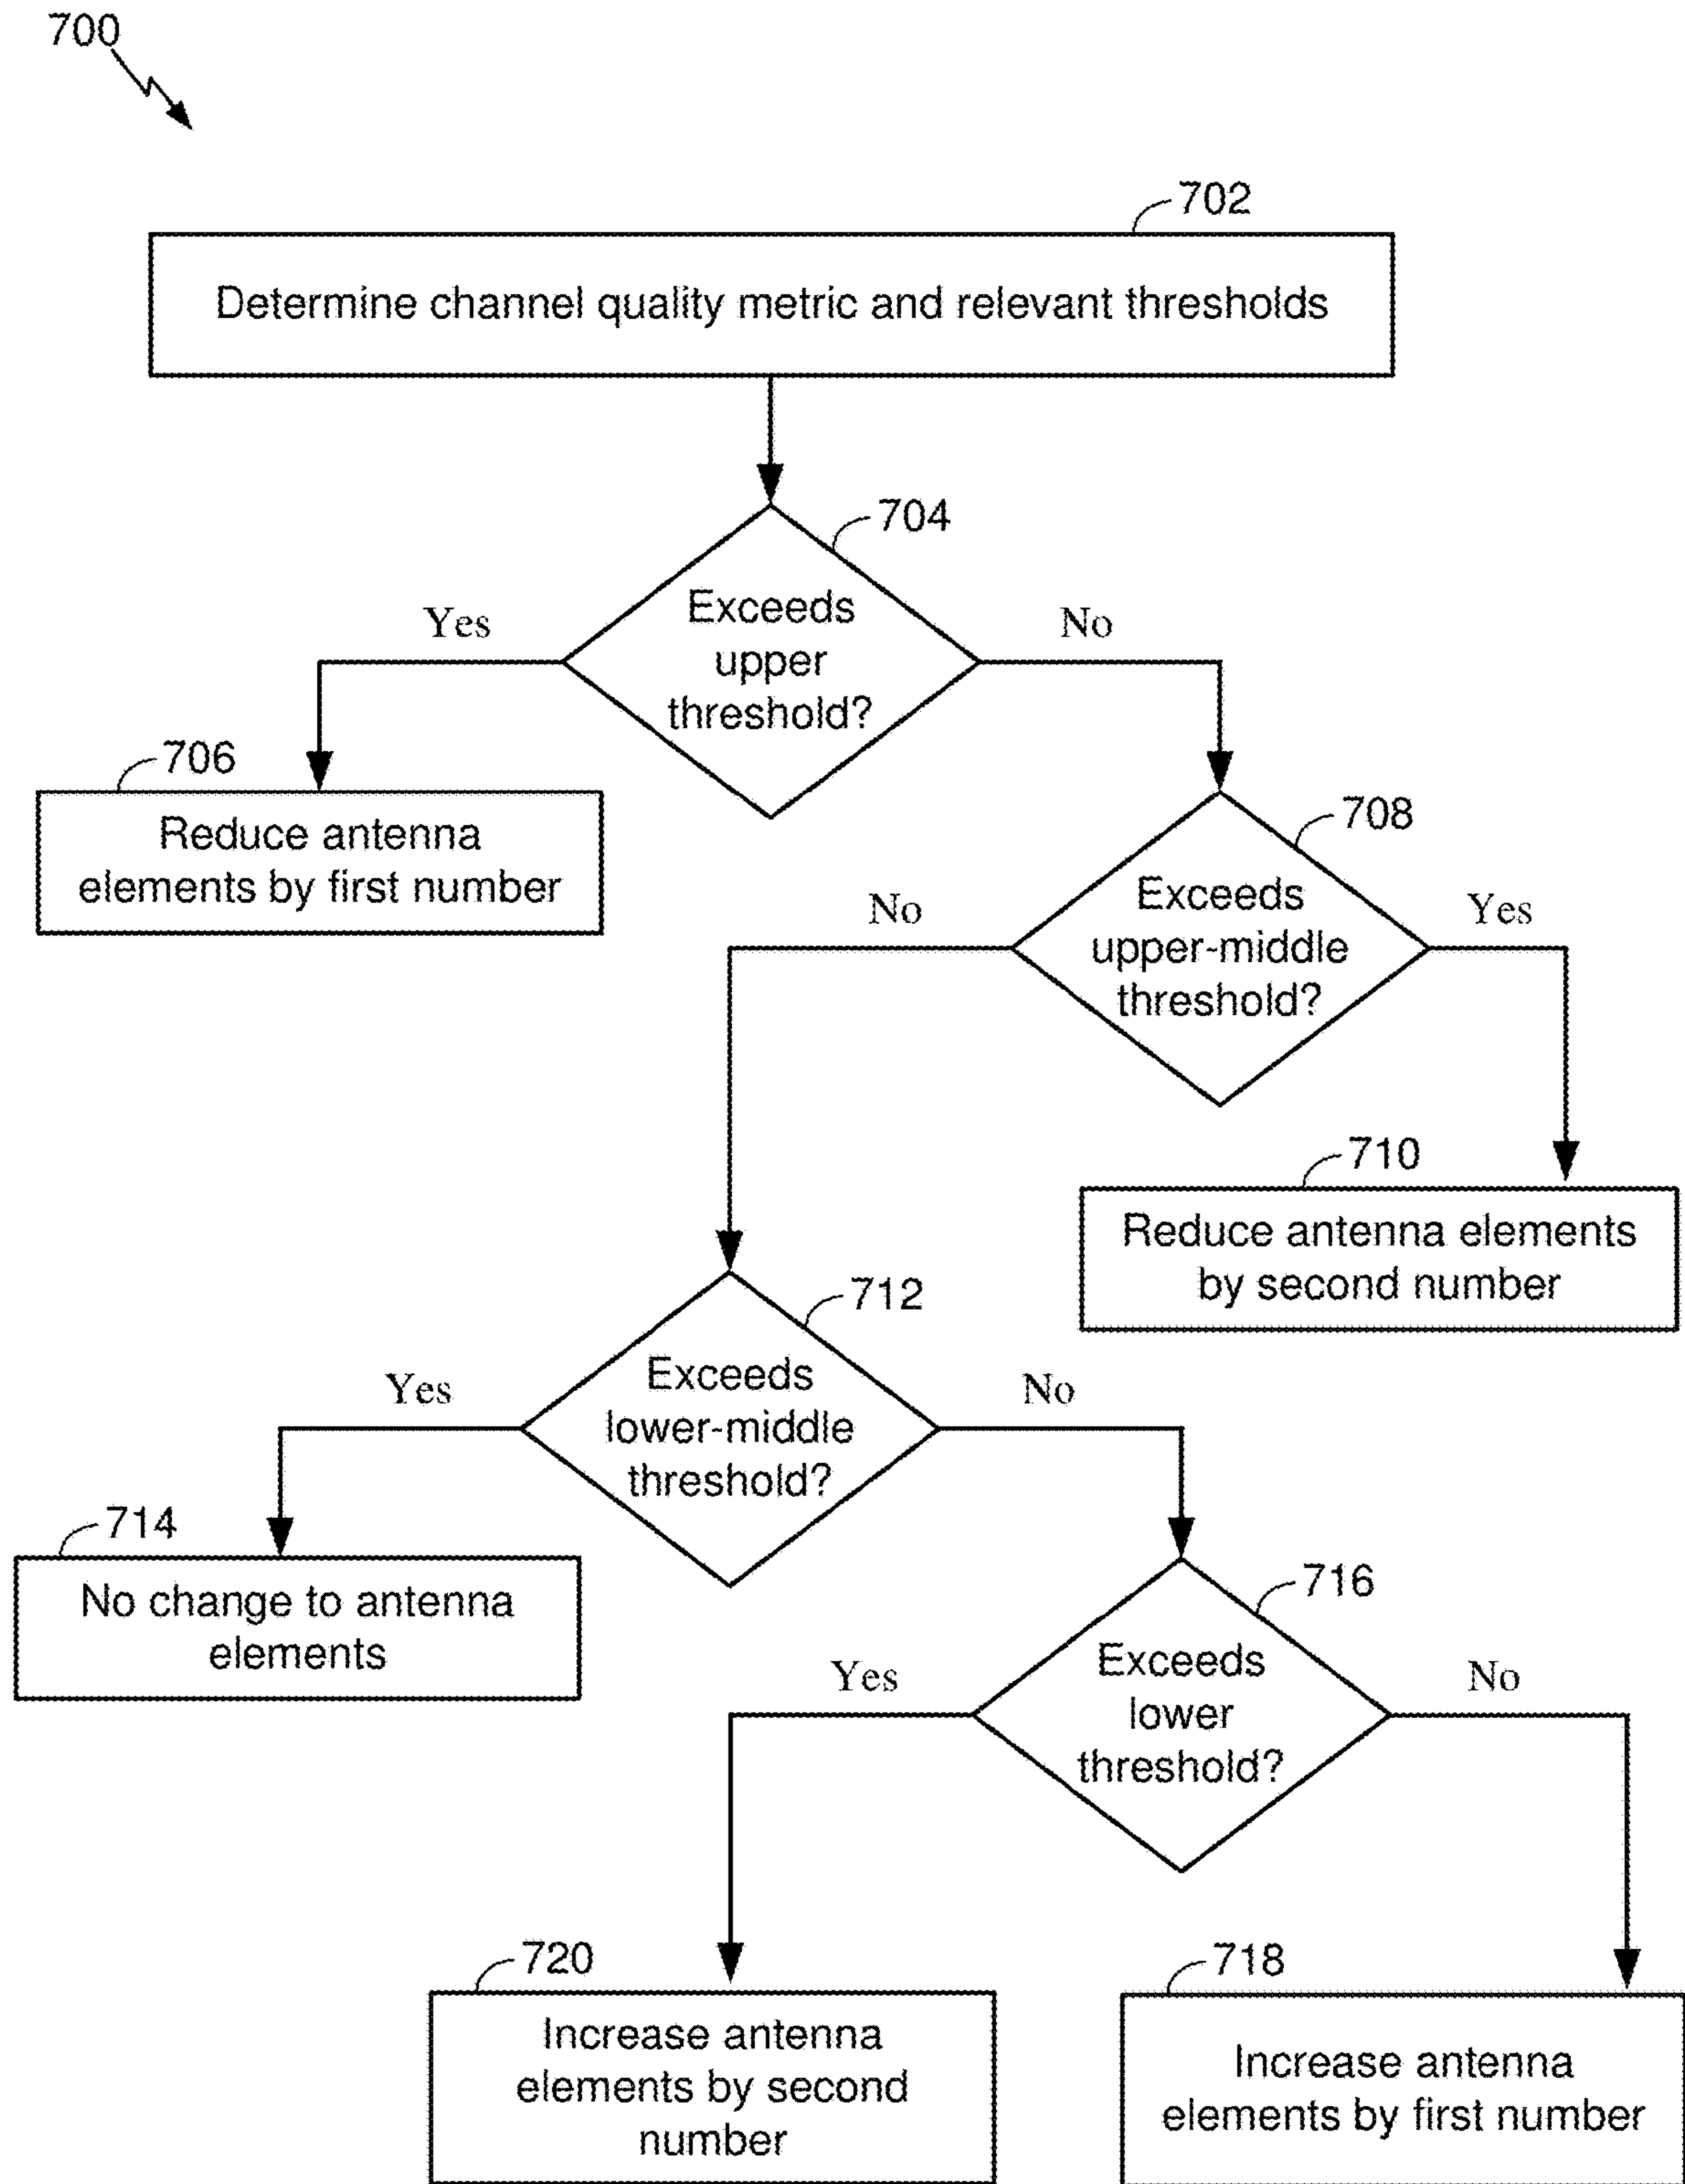 700
702
Determine channel quality metric and relevant thresholds
704
Exceeds
upper
threshold?
Yes
No
706
Reduce antenna
elements by first number
708
Exceeds
upper-middle
threshold?
No
Yes
710
Reduce antenna elements
by second number
712
Exceeds
lower-middle
threshold?
Yes
No
714
No change to antenna
elements
716
Exceeds
lower
threshold?
Yes
No
720
Increase antenna
elements by second
number
718
Increase antenna
elements by first number